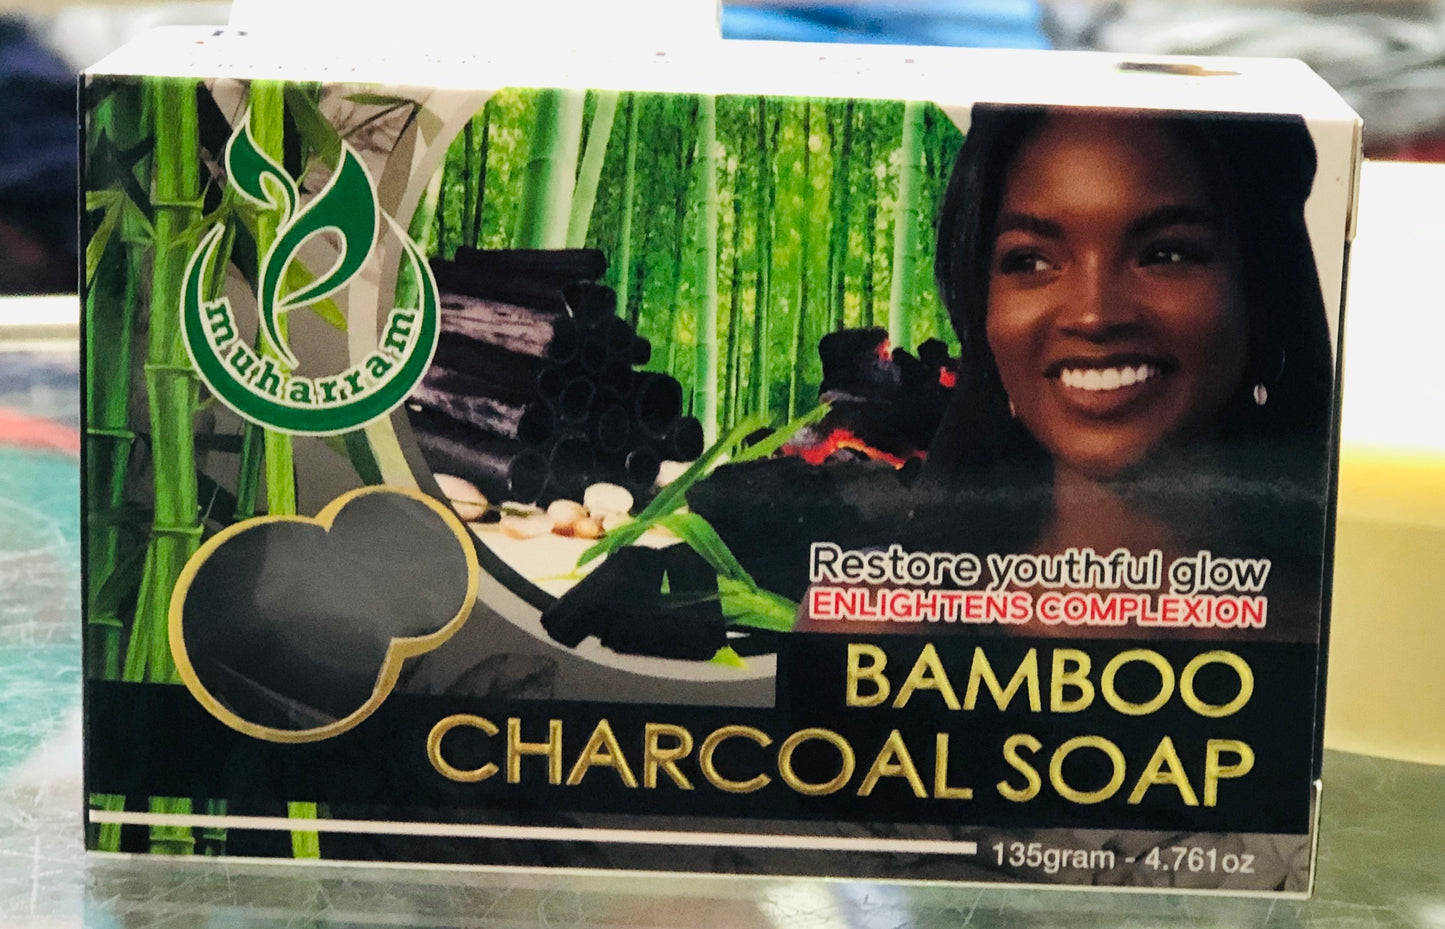 muharram
Restore youthful glow
ENLIGHTENS COMPLEXION
BAMBOO
CHARCOAL SOAP
135gram - 4.761oz